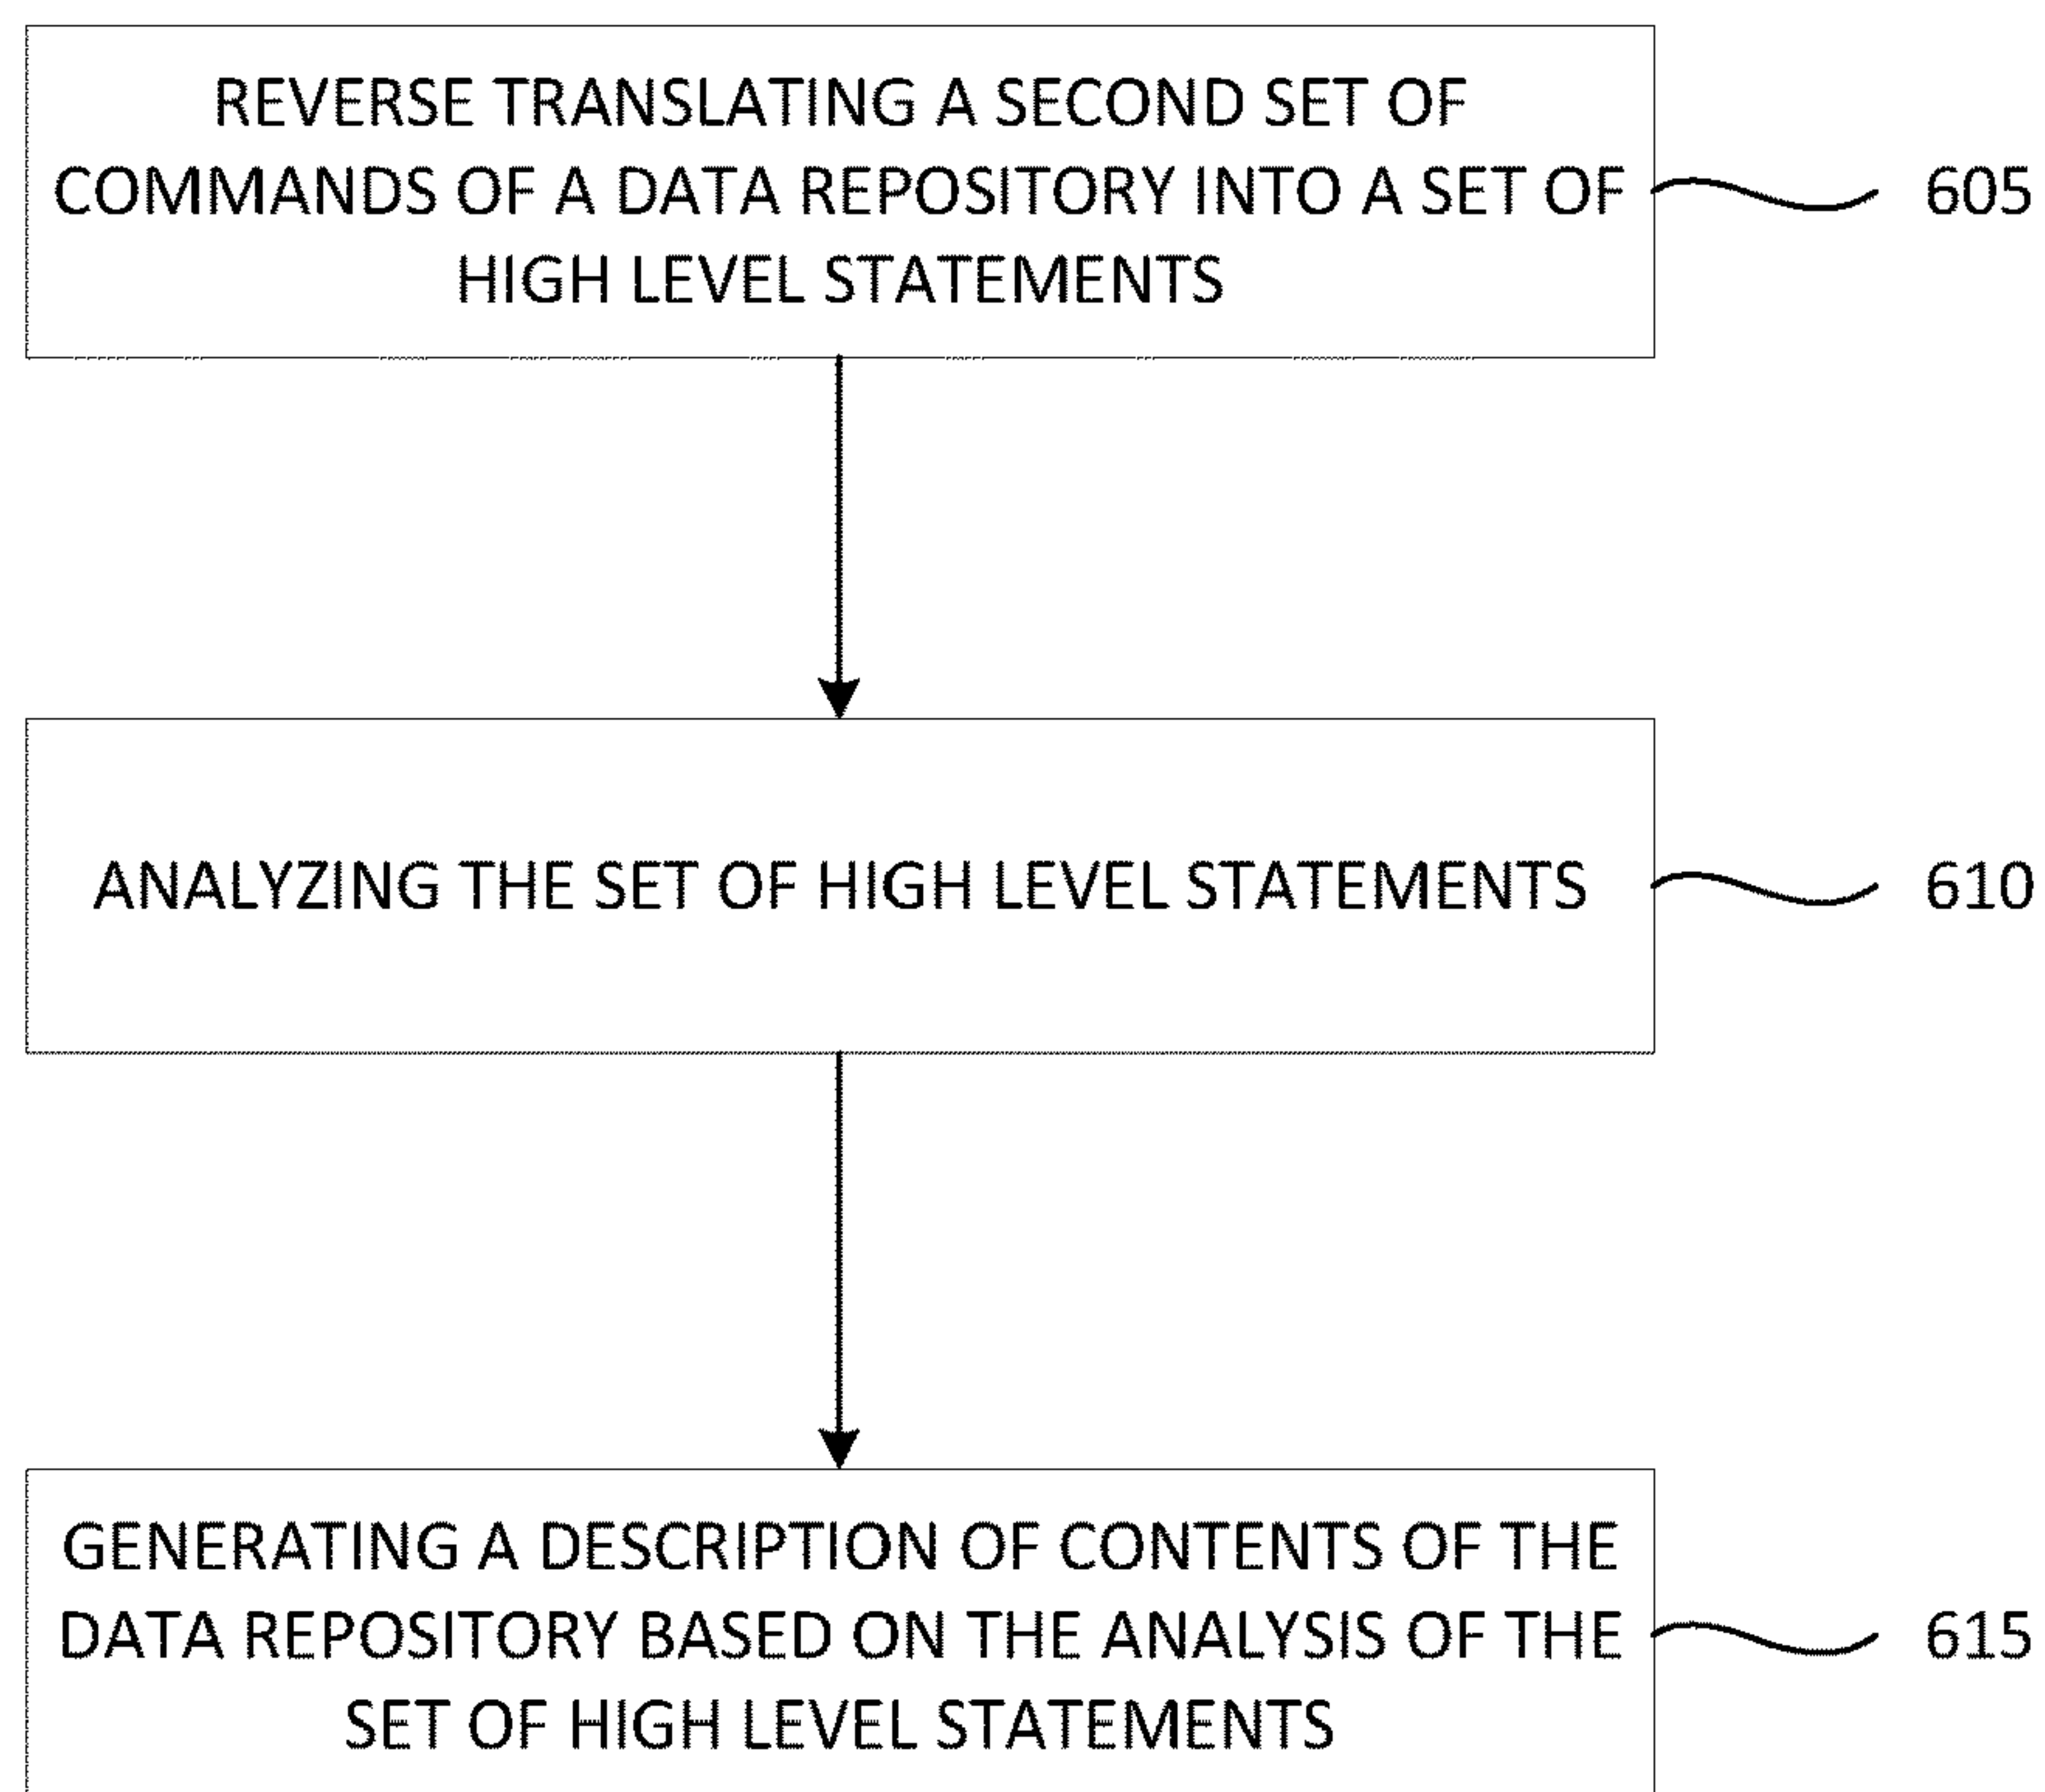 REVERSE TRANSLATING A SECOND SET OF
COMMANDS OF A DATA REPOSITORY INTO A SET OF
HIGH LEVEL STATEMENTS
605
ANALYZING THE SET OF HIGH LEVEL STATEMENTS
610
GENERATING A DESCRIPTION OF CONTENTS OF THE
DATA REPOSITORY BASED ON THE ANALYSIS OF THE
SET OF HIGH LEVEL STATEMENTS
615